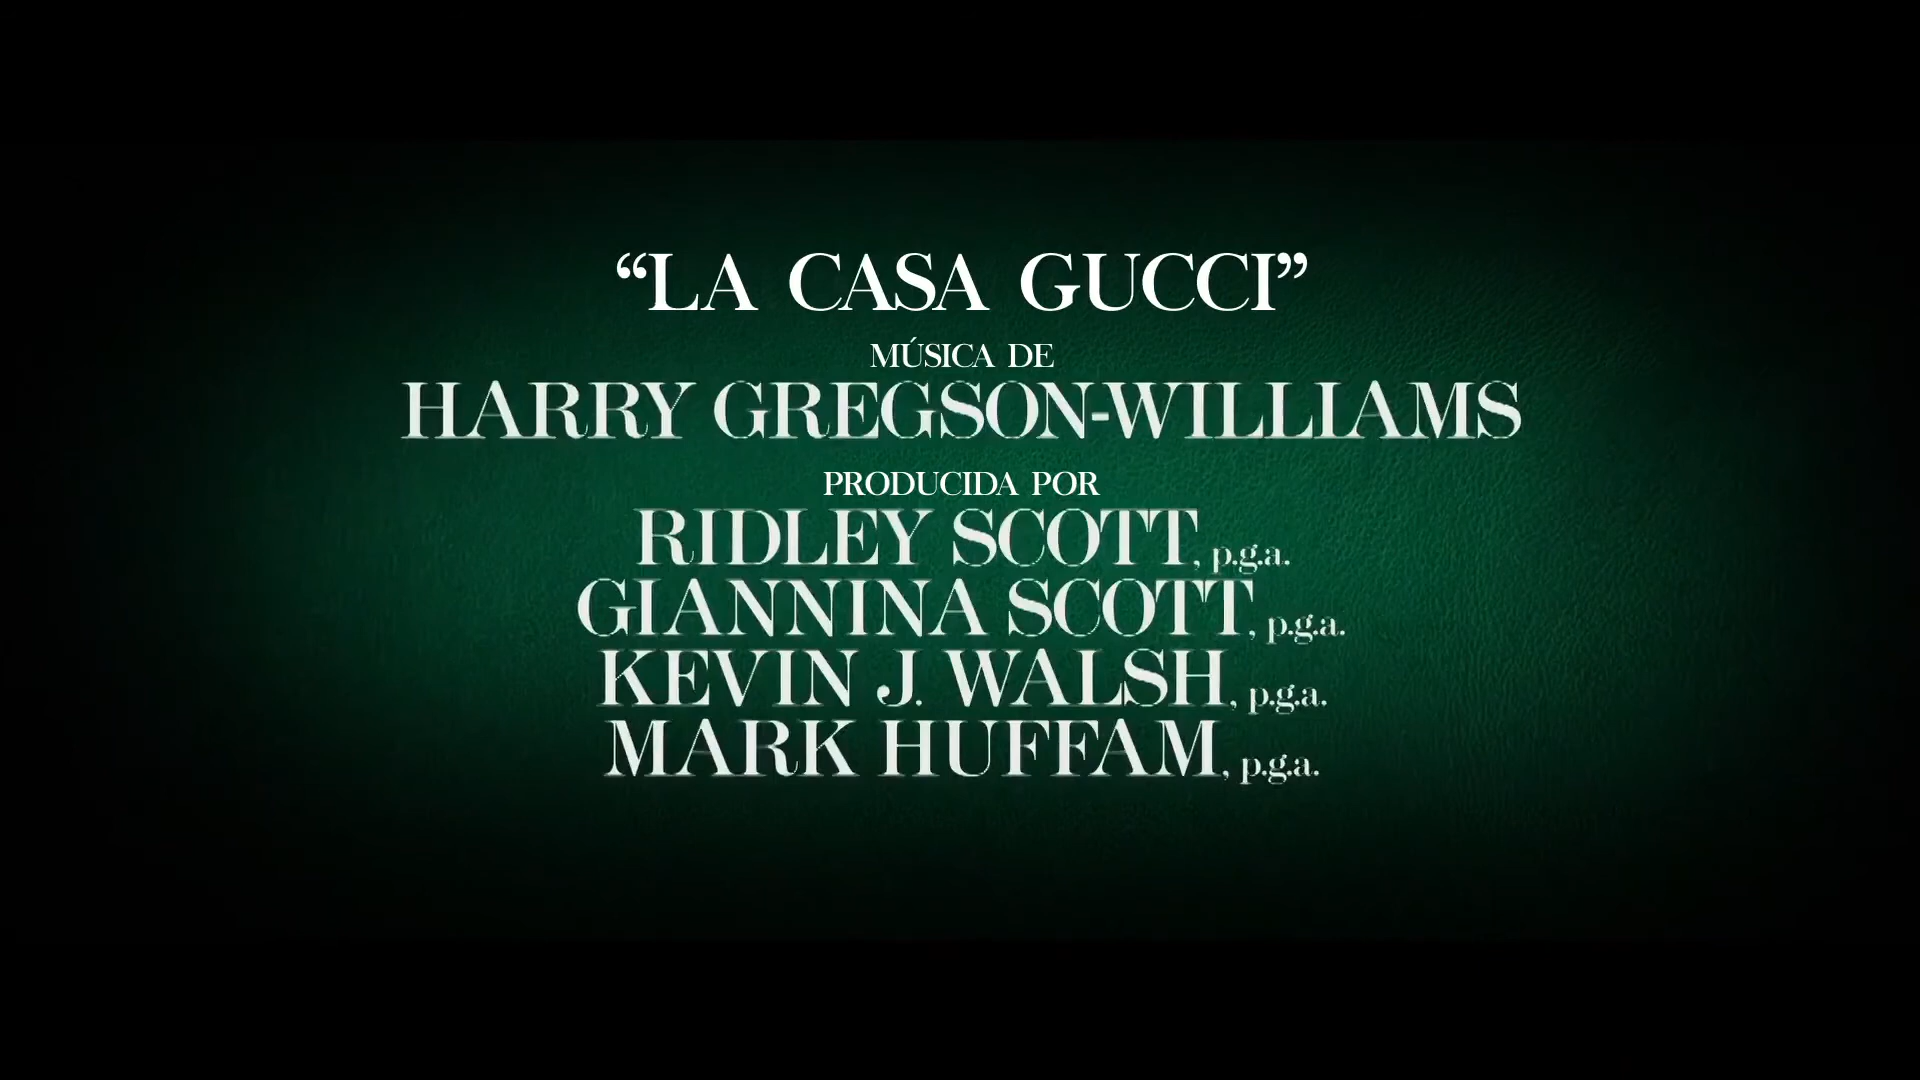 “LA CASA GUCCI”
MÚSICA DE
HARRY GREGSON-WILLIAMS
PRODUCIDA POR
RIDLEY SCOTT, p.g.a.
GIANNINA SCOTT, p.g.a.
KEVIN J. WALSH, p.g.a.
MARK HUFFAM, p.g.a.